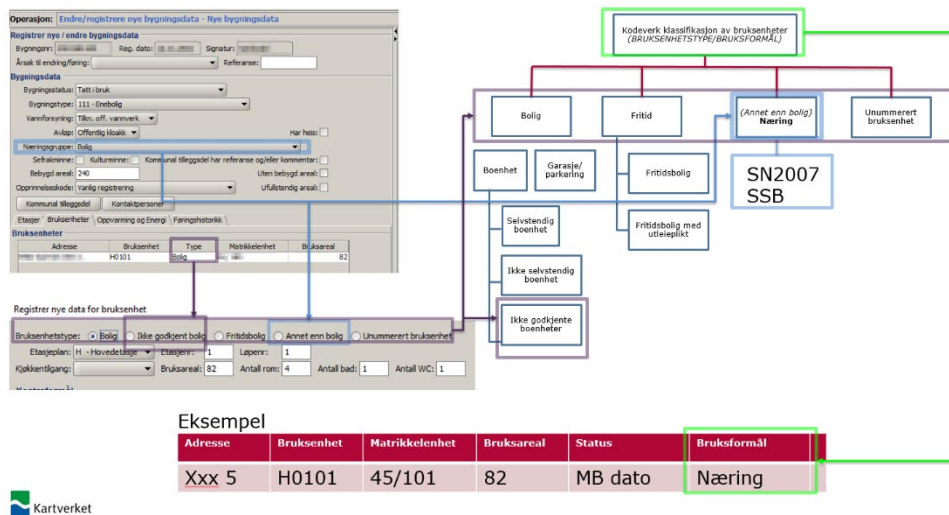 Operasjon: Endre/registrere nye bygningsdata - Nye bygningsdata
Registrer nye / endre bygningsdata
Bygningsnr: Reg. dato: Signatur:
Årsak til endring/føring: Referanse:
Bygningsdata
Bygningsstatus: Tatt i bruk
Bygningstype: 111 - Enebolig
Vannforsyning: Tilkn. off. vannverk
Avløp: Offentlig kloakk Har heis:
Næringsgruppe: Bolig
Sefrakminne: Kulturminne: Kommunal tilleggsdel har referanse og/eller kommentar:
Bebygd areal: 240 Uten bebygd areal:
Opprinnelseskode: Vanlig registrering Ufullstendig areal:
Kommunal tilleggsdel Kontaktpersoner
Etasjer Bruksenheter Oppvarming og Energi Føringshistorikk
Bruksenheter
Adresse Bruksenhet Type Matrikkelenhet Bruksareal
H0101 Bolig 82
Registrer nye data for bruksenhet
Bruksenhetstype: Bolig Ikke godkjent bolig Fritidsbolig Annet enn bolig Unummerert bruksenhet
Etasjeplan: H - Hovedetasje Etasjenr: 1 Løpenr: 1
Kjøkkentilgang: Bruksareal: 82 Antall rom: 4 Antall bad: 1 Antall WC: 1
Kodeverk klassifikasjon av bruksenheter
(BRUKSENHETSTYPE/BRUKSFORMÅL)
Bolig
Fritid
(Annet enn bolig)
Næring
Unummerert
bruksenhet
SN2007
SSB
Boenhet
Garasje/
parkering
Selvstendig
boenhet
Ikke selvstendig
boenhet
Ikke godkjente
boenheter
Fritidsbolig
Fritidsbolig med
utleieplikt
Eksempel
Adresse Bruksenhet Matrikkelenhet Bruksareal Status Bruksformål
Xxx 5 H0101 45/101 82 MB dato Næring
Kartverket